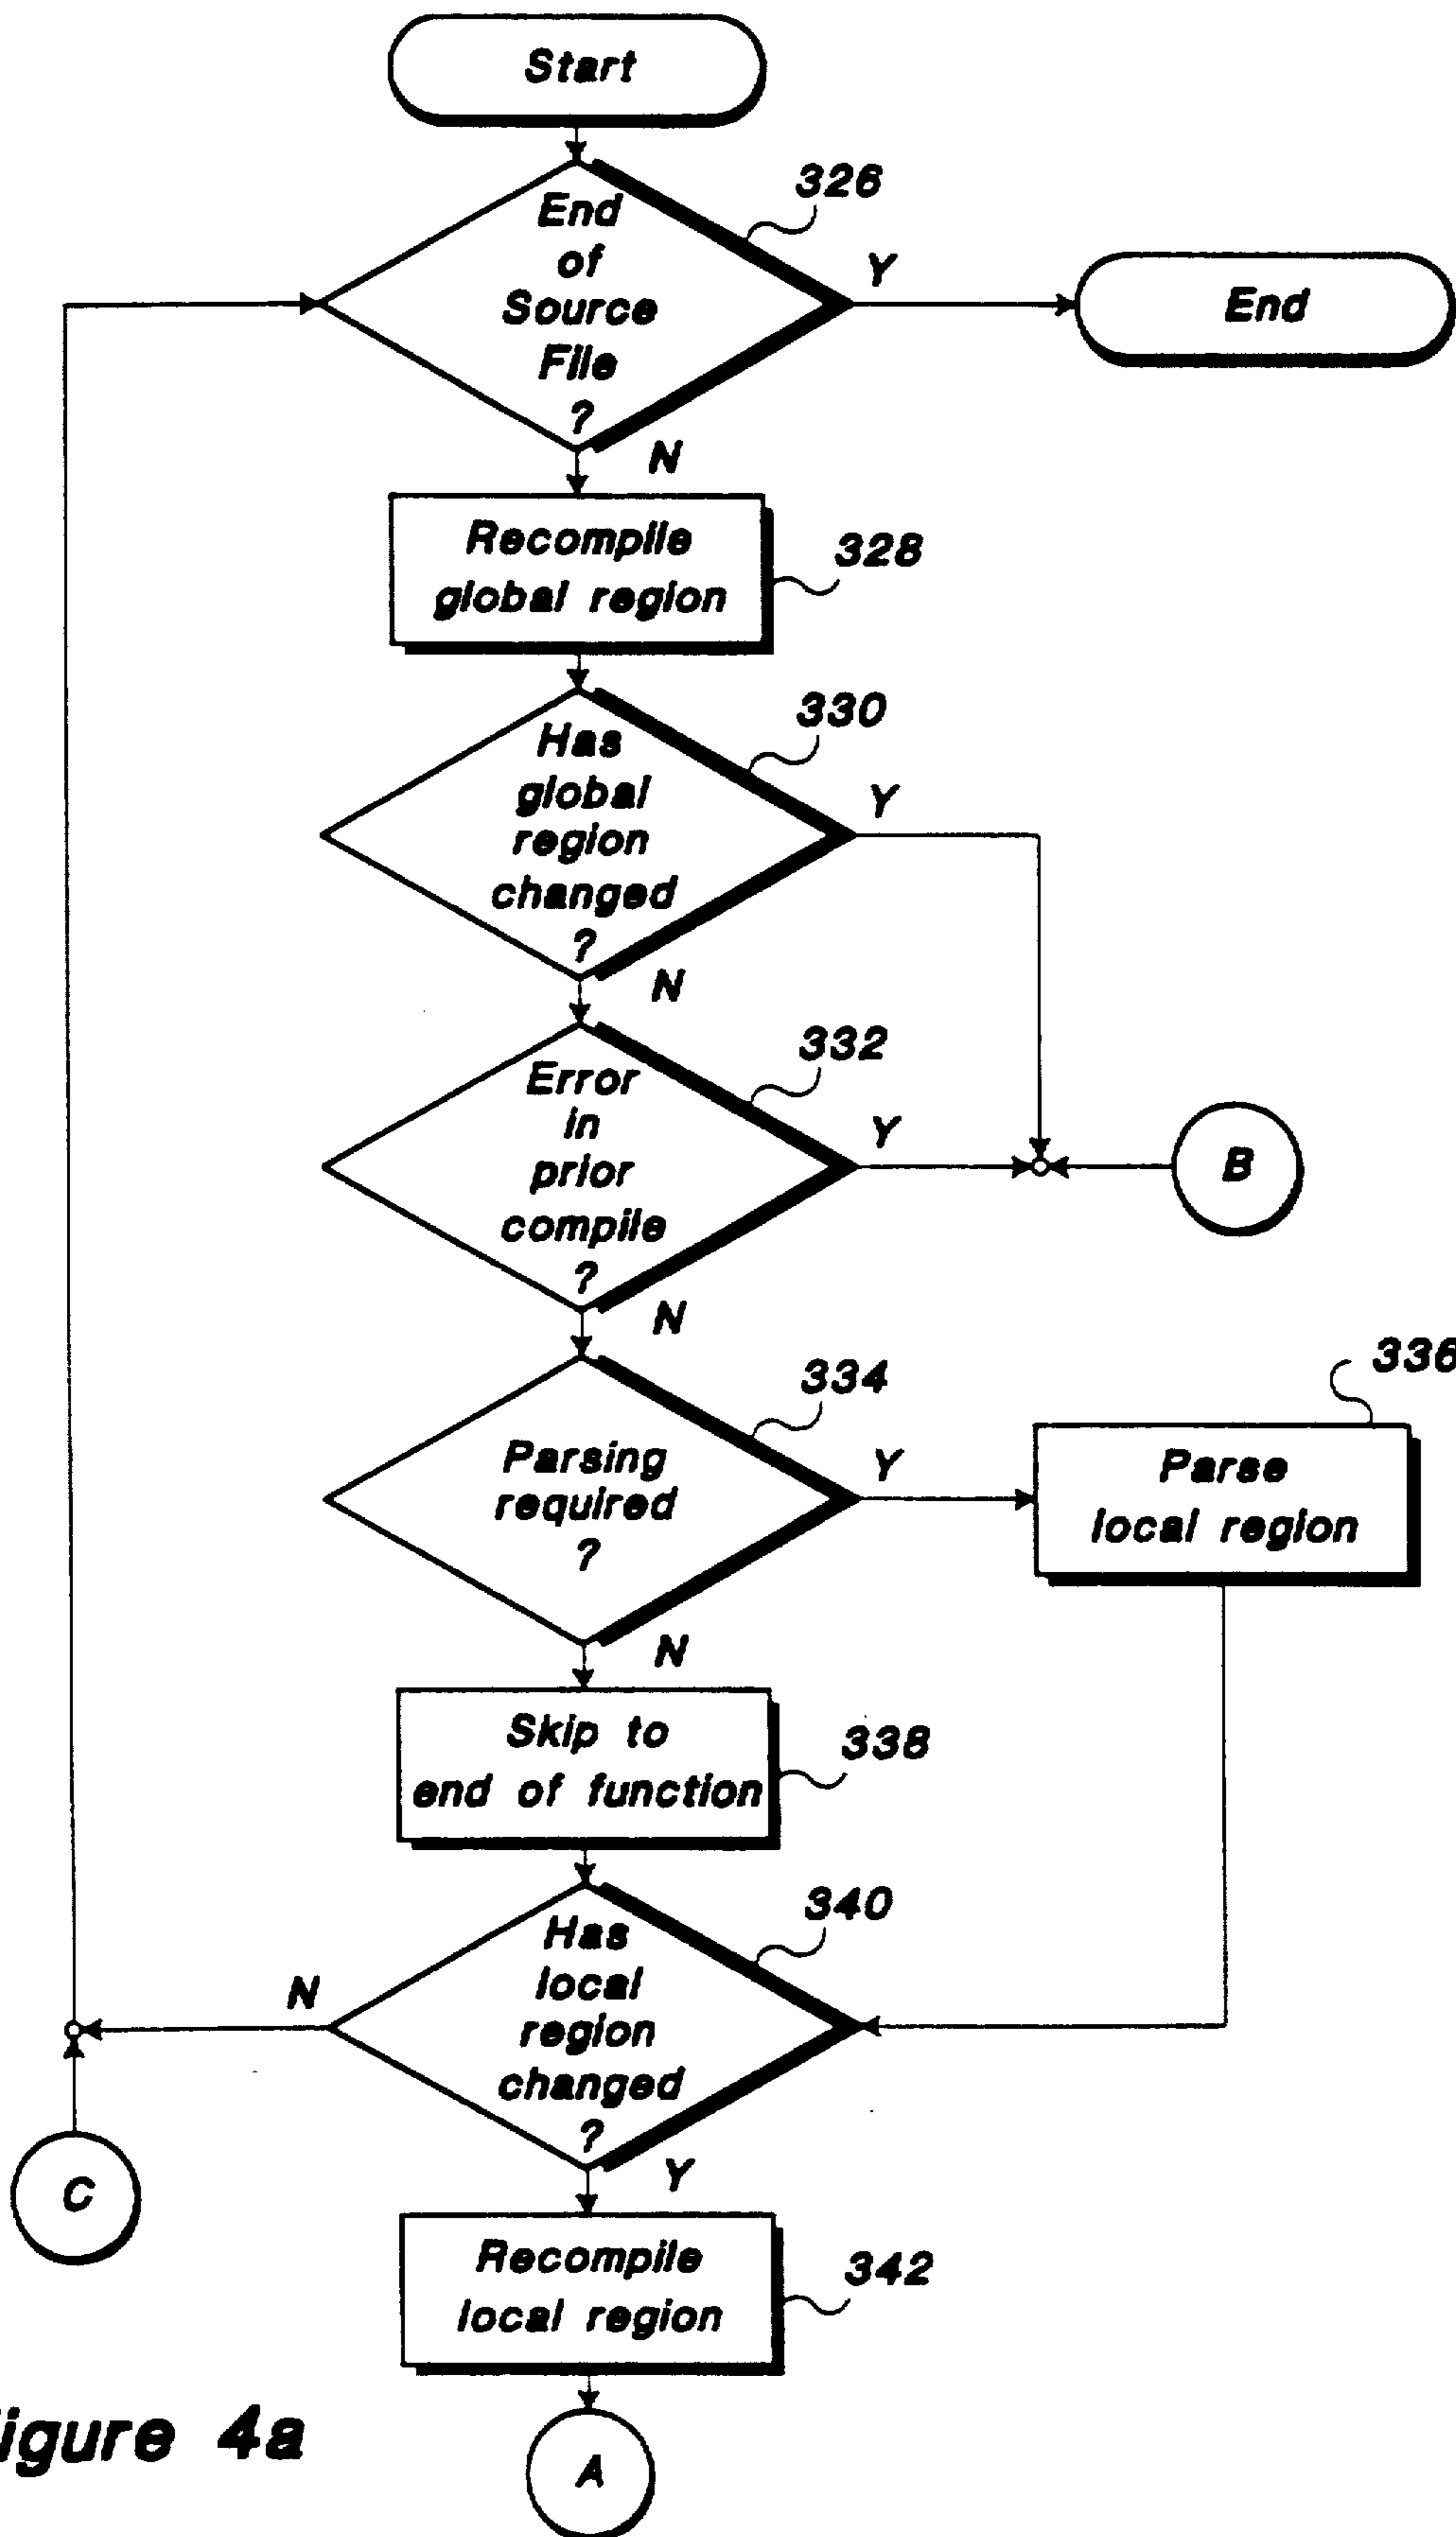 Start
326
End
of
Source
File
?
Y
End
N
Recompile
global region
328
330
Has
global
region
changed
?
Y
N
332
Error
in
prior
compile
?
Y
B
N
334
336
Parsing
required
?
Y
Parse
local region
N
Skip to
end of function
338
340
Has
local
region
changed
?
N
Y
C
Recompile
local region
342
igure 4a
A